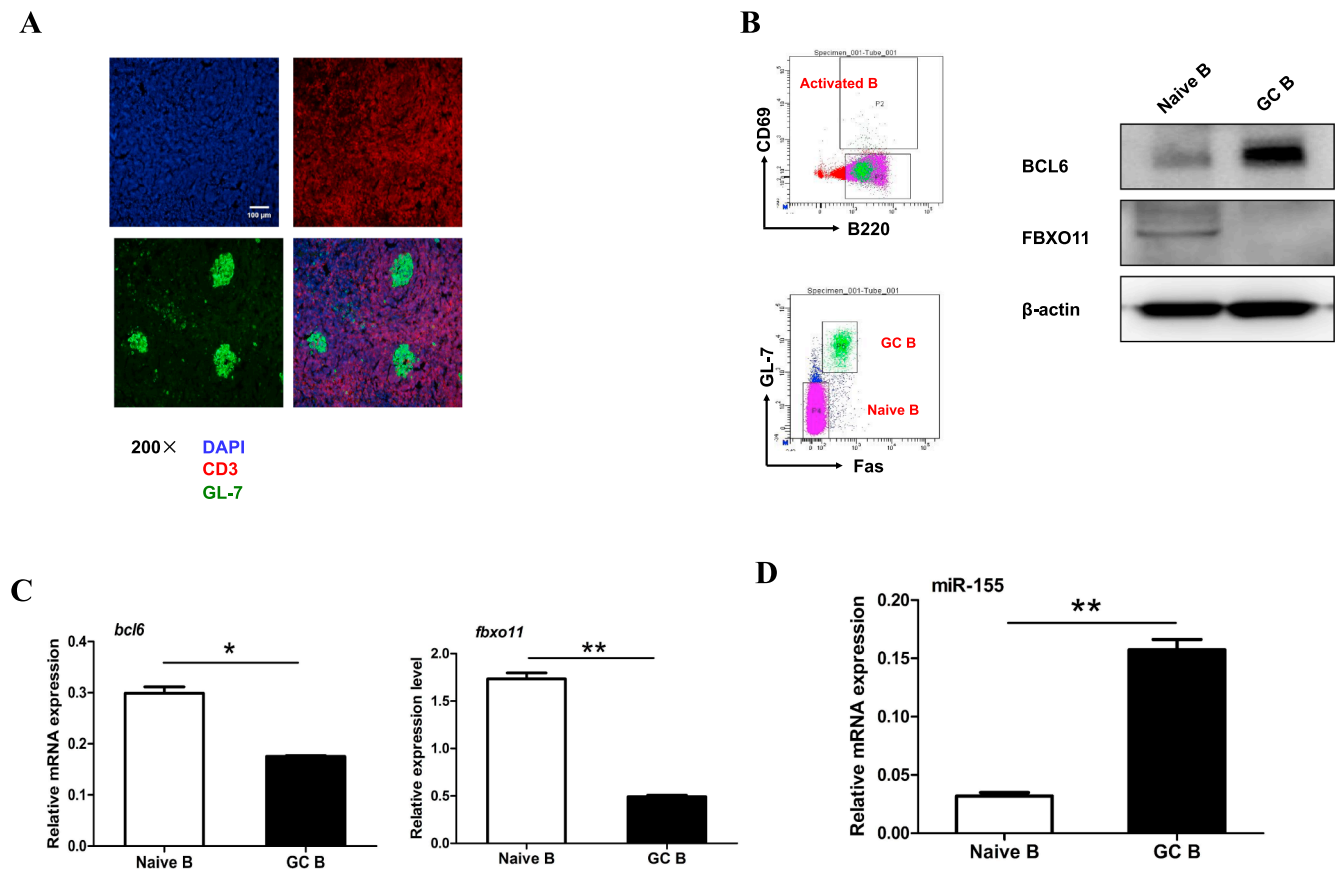 A
100 µm
200× DAPI
CD3
GL-7
B
Specimen_001-Tube_001
Activated B
P2
CD69
B220
Specimen_001-Tube_001
GC B
Naive B
P4
GL-7
Fas
Naive B
GC B
BCL6
FBXO11
β-actin
C
bcl6
*
Relative mRNA expression
0.4
0.3
0.2
0.1
0.0
Naive B
GC B
fbxo11
**
Relative expression level
2.0
1.5
1.0
0.5
0.0
Naive B
GC B
D
miR-155
**
Relative mRNA expression
0.20
0.15
0.10
0.05
0.00
Naive B
GC B